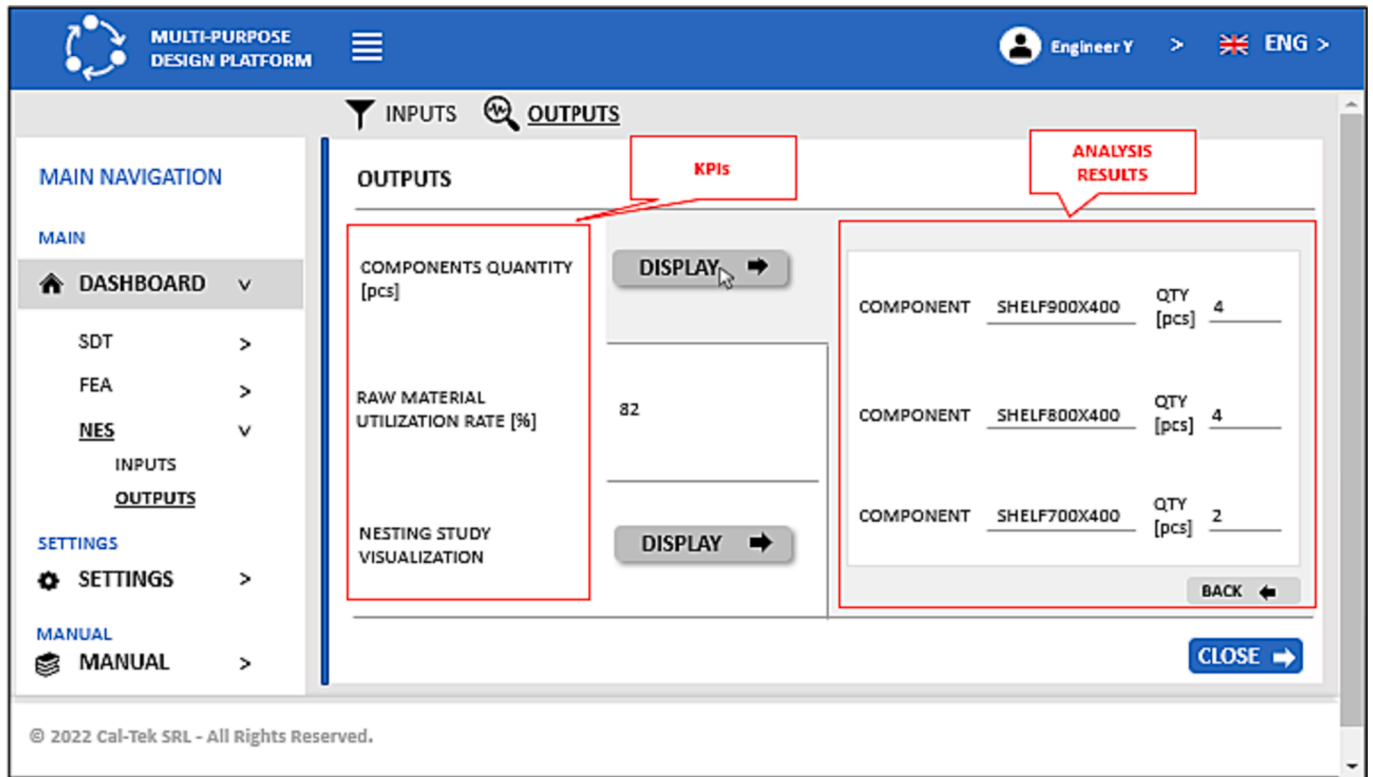 MULTI-PURPOSE
DESIGN PLATFORM
Engineer Y >
ENG >
INPUTS
OUTPUTS
MAIN NAVIGATION
MAIN
DASHBOARD v
SDT >
FEA >
NES v
INPUTS
OUTPUTS
SETTINGS
SETTINGS >
MANUAL
MANUAL >
OUTPUTS
KPIs
ANALYSIS
RESULTS
COMPONENTS QUANTITY
[pcs]
DISPLAY
RAW MATERIAL
UTILIZATION RATE [%]
82
NESTING STUDY
VISUALIZATION
DISPLAY
COMPONENT SHELF900X400 QTY
[pcs] 4
COMPONENT SHELF800X400 QTY
[pcs] 4
COMPONENT SHELF700X400 QTY
[pcs] 2
BACK
CLOSE
© 2022 Cal-Tek SRL - All Rights Reserved.